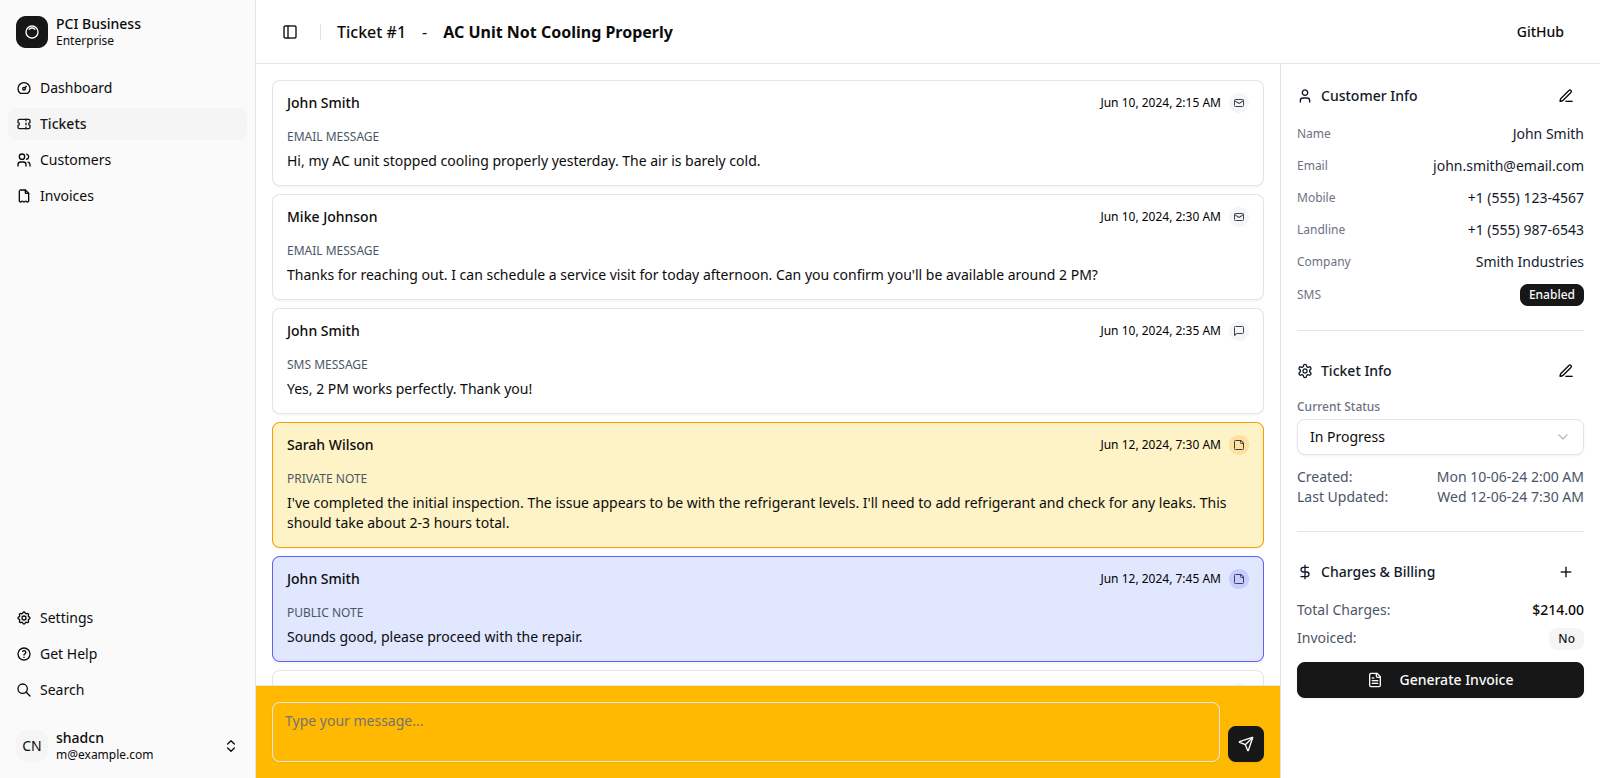 PCI Business
Enterprise
Dashboard
Tickets
Customers
Invoices
Settings
Get Help
Search
CN
shadcn
m@example.com
Ticket #1 - AC Unit Not Cooling Properly
GitHub
John Smith
Jun 10, 2024, 2:15 AM
EMAIL MESSAGE
Hi, my AC unit stopped cooling properly yesterday. The air is barely cold.
Mike Johnson
Jun 10, 2024, 2:30 AM
EMAIL MESSAGE
Thanks for reaching out. I can schedule a service visit for today afternoon. Can you confirm you'll be available around 2 PM?
John Smith
Jun 10, 2024, 2:35 AM
SMS MESSAGE
Yes, 2 PM works perfectly. Thank you!
Sarah Wilson
Jun 12, 2024, 7:30 AM
PRIVATE NOTE
I've completed the initial inspection. The issue appears to be with the refrigerant levels. I'll need to add refrigerant and check for any leaks. This
should take about 2-3 hours total.
John Smith
Jun 12, 2024, 7:45 AM
PUBLIC NOTE
Sounds good, please proceed with the repair.
Type your message...
Customer Info
Name John Smith
Email john.smith@email.com
Mobile +1 (555) 123-4567
Landline +1 (555) 987-6543
Company Smith Industries
SMS Enabled
Ticket Info
Current Status
In Progress
Created: Mon 10-06-24 2:00 AM
Last Updated: Wed 12-06-24 7:30 AM
Charges & Billing
Total Charges: $214.00
Invoiced: No
Generate Invoice